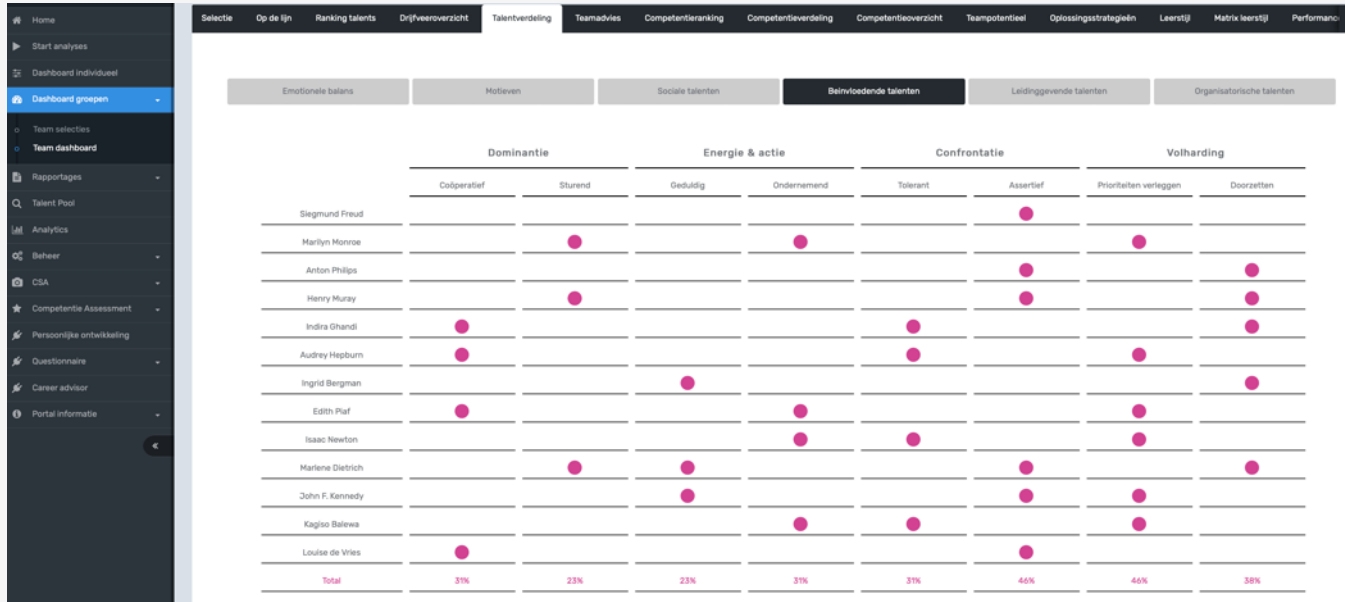 Home
Start analyses
Dashboard individueel
Dashboard groepen
Team selecties
Team dashboard
Rapportages
Talent Pool
Analytics
Beheer
CSA
Competentie Assessment
Persoonlijke ontwikkeling
Questionnaire
Career advisor
Portal informatie
Selectie Op de lijn Ranking talents Drijfveeroverzicht Talentverdeling Teamadvies Competentieranking Competentieverdeling Competentieoverzicht Teampotentieel Oplossingsstrategieën Leerstijl Matrix leerstijl Performanc
Emotionele balans Motieven Sociale talenten Beinvloedende talenten Leidinggevende talenten Organisatorische talenten
Dominantie Energie & actie Confrontatie Volharding
Coöperatief Sturend Geduldig Ondernemend Tolerant Assertief Prioriteiten verleggen Doorzetten
Siegmund Freud
Marilyn Monroe
Anton Philips
Henry Muray
Indira Ghandi
Audrey Hepburn
Ingrid Bergman
Edith Piaf
Isaac Newton
Marlene Dietrich
John F. Kennedy
Kagiso Balewa
Louise de Vries
Total 31% 23% 23% 31% 31% 46% 46% 38%